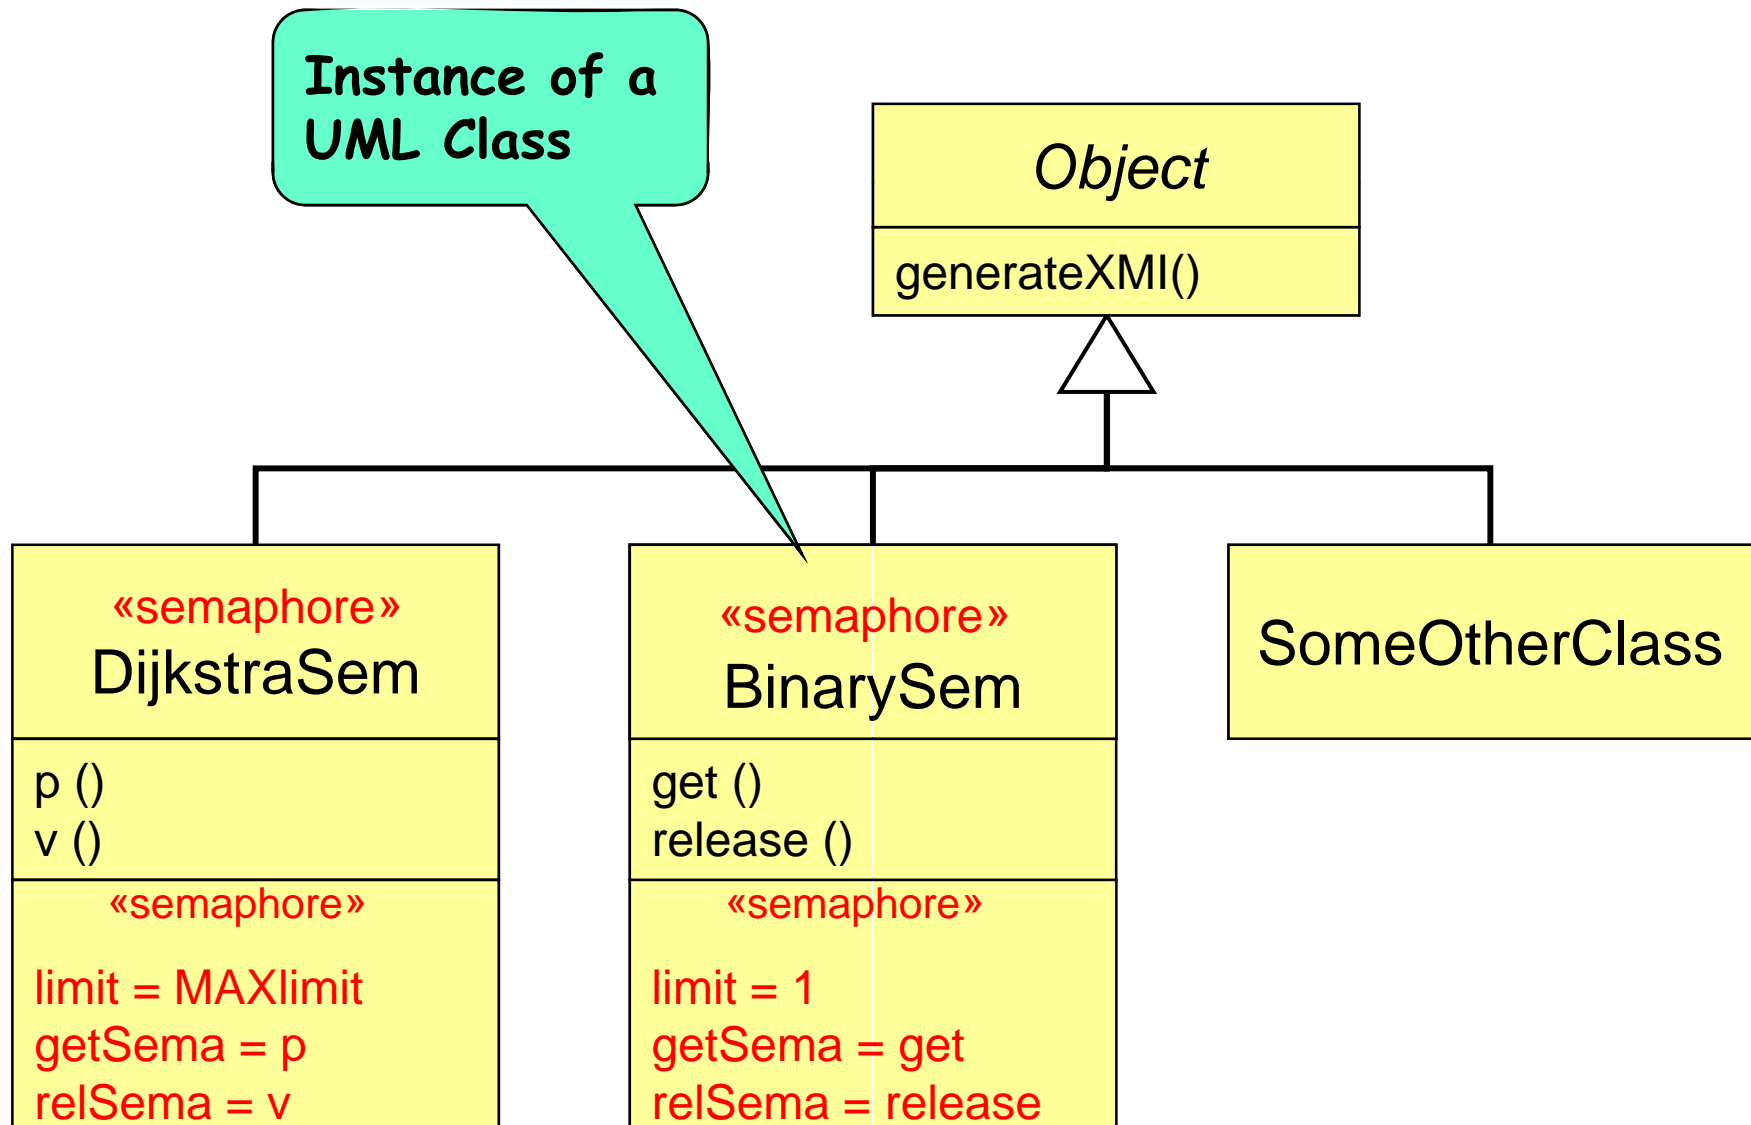 Instance of a
UML Class
Object
generateXMI()
«semaphore»
DijkstraSem
p ()
v ()
«semaphore»
limit = MAXlimit
getSema = p
relSema = v
«semaphore»
BinarySem
get ()
release ()
«semaphore»
limit = 1
getSema = get
relSema = release
SomeOtherClass